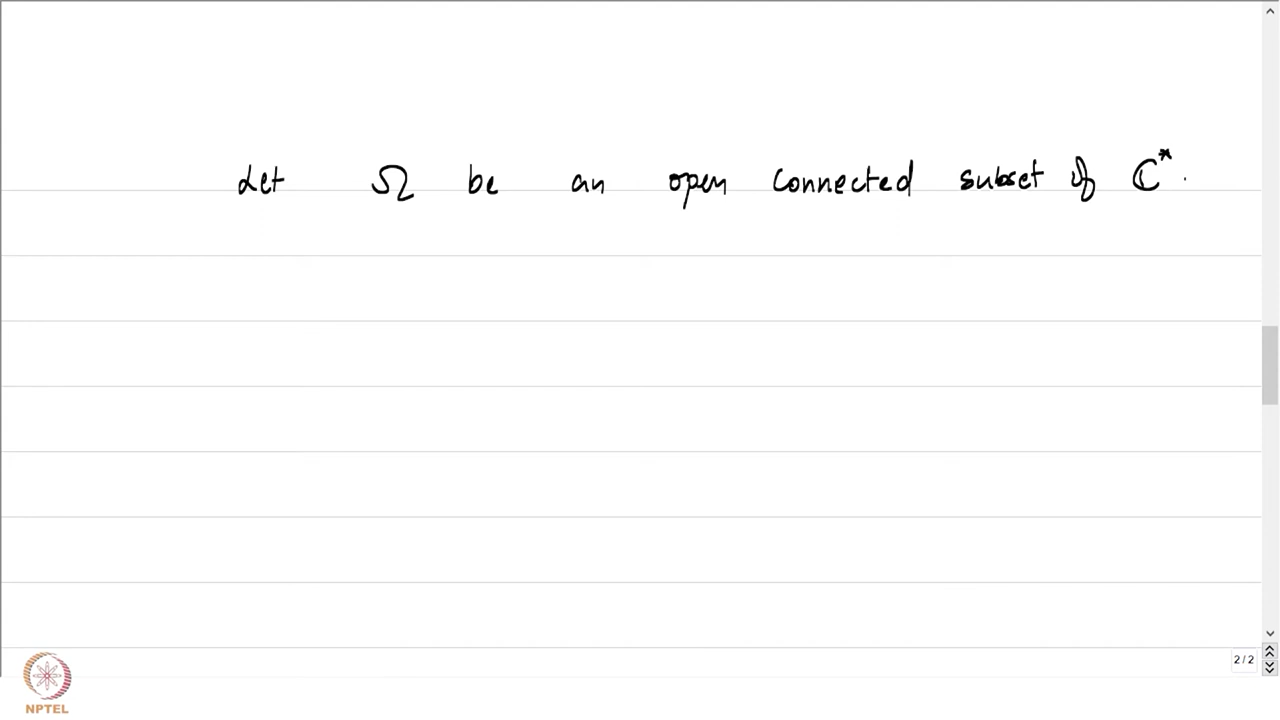 Let Ω be an open connected subset of ℂ*.
2 / 2
NPTEL